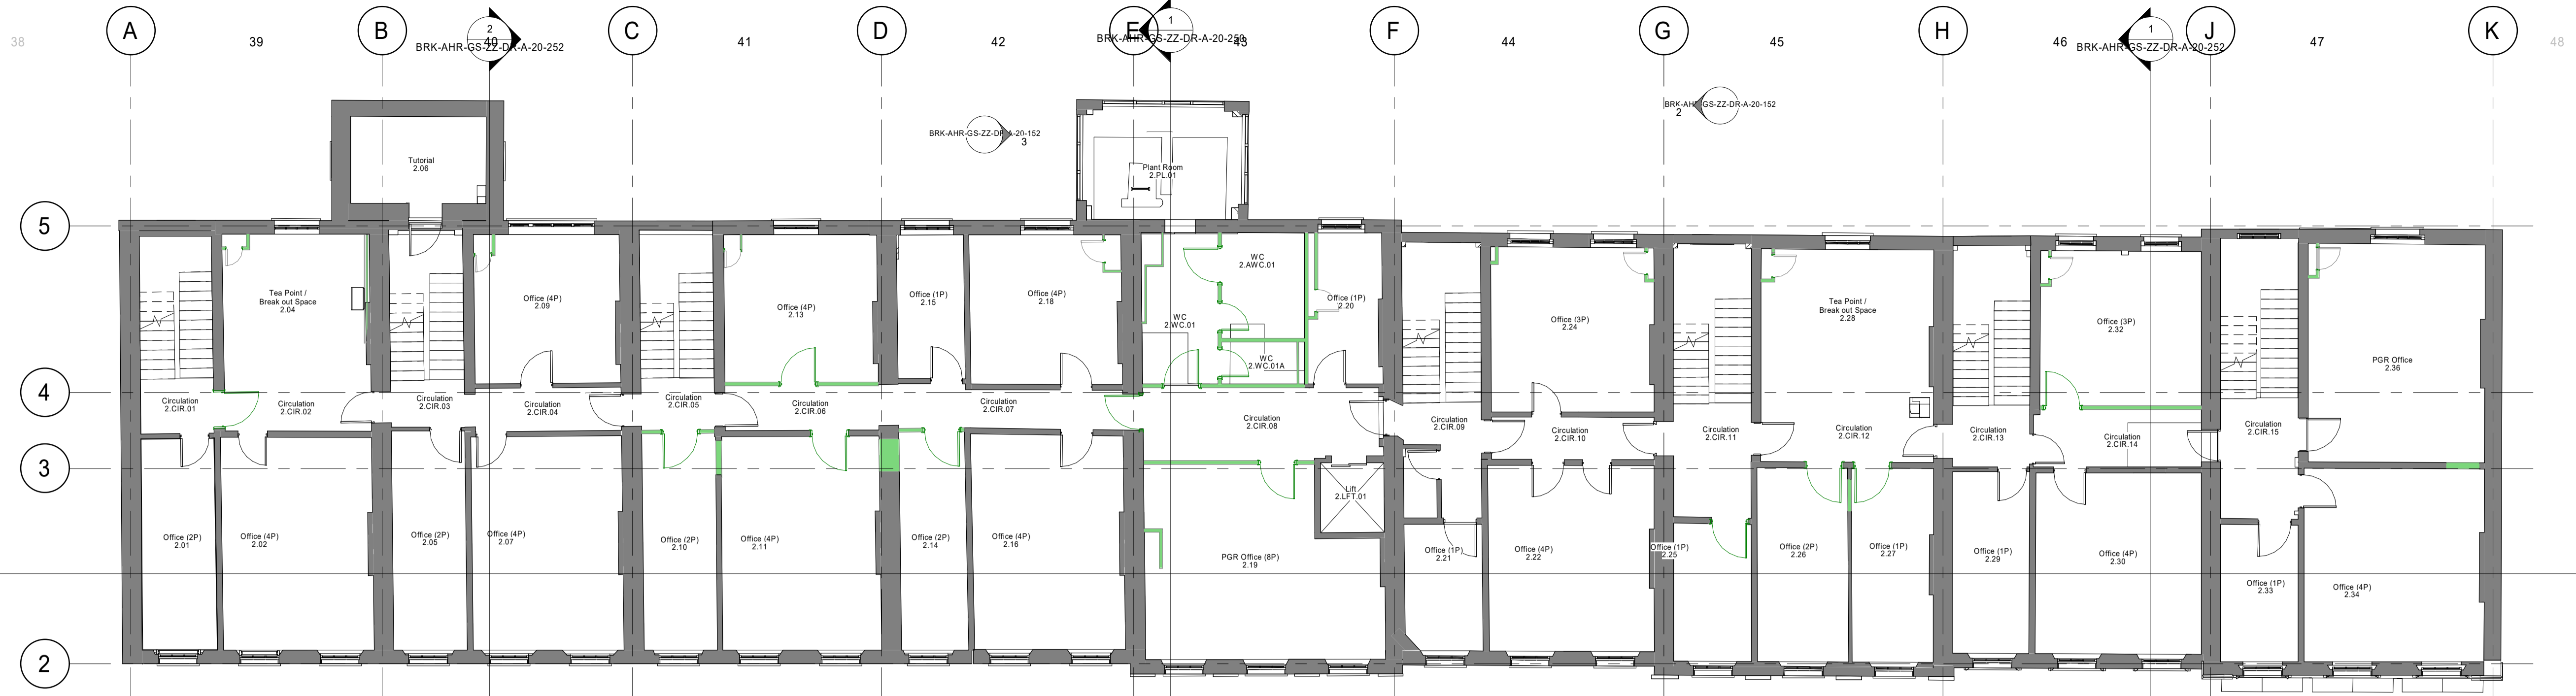 A
B
C
D
E
F
G
H
J
K
38
39
40
41
42
43
44
45
46
47
48
2
BRK-AHR-GS-ZZ-DR-A-20-252
1
BRK-AHR-GS-ZZ-DR-A-20-250
1
BRK-AHR-GS-ZZ-DR-A-20-252
BRK-AHR-GS-ZZ-DR-A-20-152
3
BRK-AHR-GS-ZZ-DR-A-20-152
2
5
4
3
2
Tutorial
2.06
Plant Room
2.PL.01
Tea Point /
Break out Space
2.04
Office (4P)
2.09
Office (4P)
2.13
Office (1P)
2.15
Office (4P)
2.18
WC
2.AWC.01
WC
2.WC.01
WC
2.WC.01A
Office (1P)
2.20
Office (3P)
2.24
Tea Point /
Break out Space
2.28
Office (3P)
2.32
PGR Office
2.36
Circulation
2.CIR.01
Circulation
2.CIR.02
Circulation
2.CIR.03
Circulation
2.CIR.04
Circulation
2.CIR.05
Circulation
2.CIR.06
Circulation
2.CIR.07
Circulation
2.CIR.08
Circulation
2.CIR.09
Circulation
2.CIR.10
Circulation
2.CIR.11
Circulation
2.CIR.12
Circulation
2.CIR.13
Circulation
2.CIR.14
Circulation
2.CIR.15
Lift
2.LFT.01
Office (2P)
2.01
Office (4P)
2.02
Office (2P)
2.05
Office (4P)
2.07
Office (2P)
2.10
Office (4P)
2.11
Office (2P)
2.14
Office (4P)
2.16
PGR Office (8P)
2.19
Office (1P)
2.21
Office (4P)
2.22
Office (1P)
2.25
Office (2P)
2.26
Office (1P)
2.27
Office (1P)
2.29
Office (4P)
2.30
Office (1P)
2.33
Office (4P)
2.34